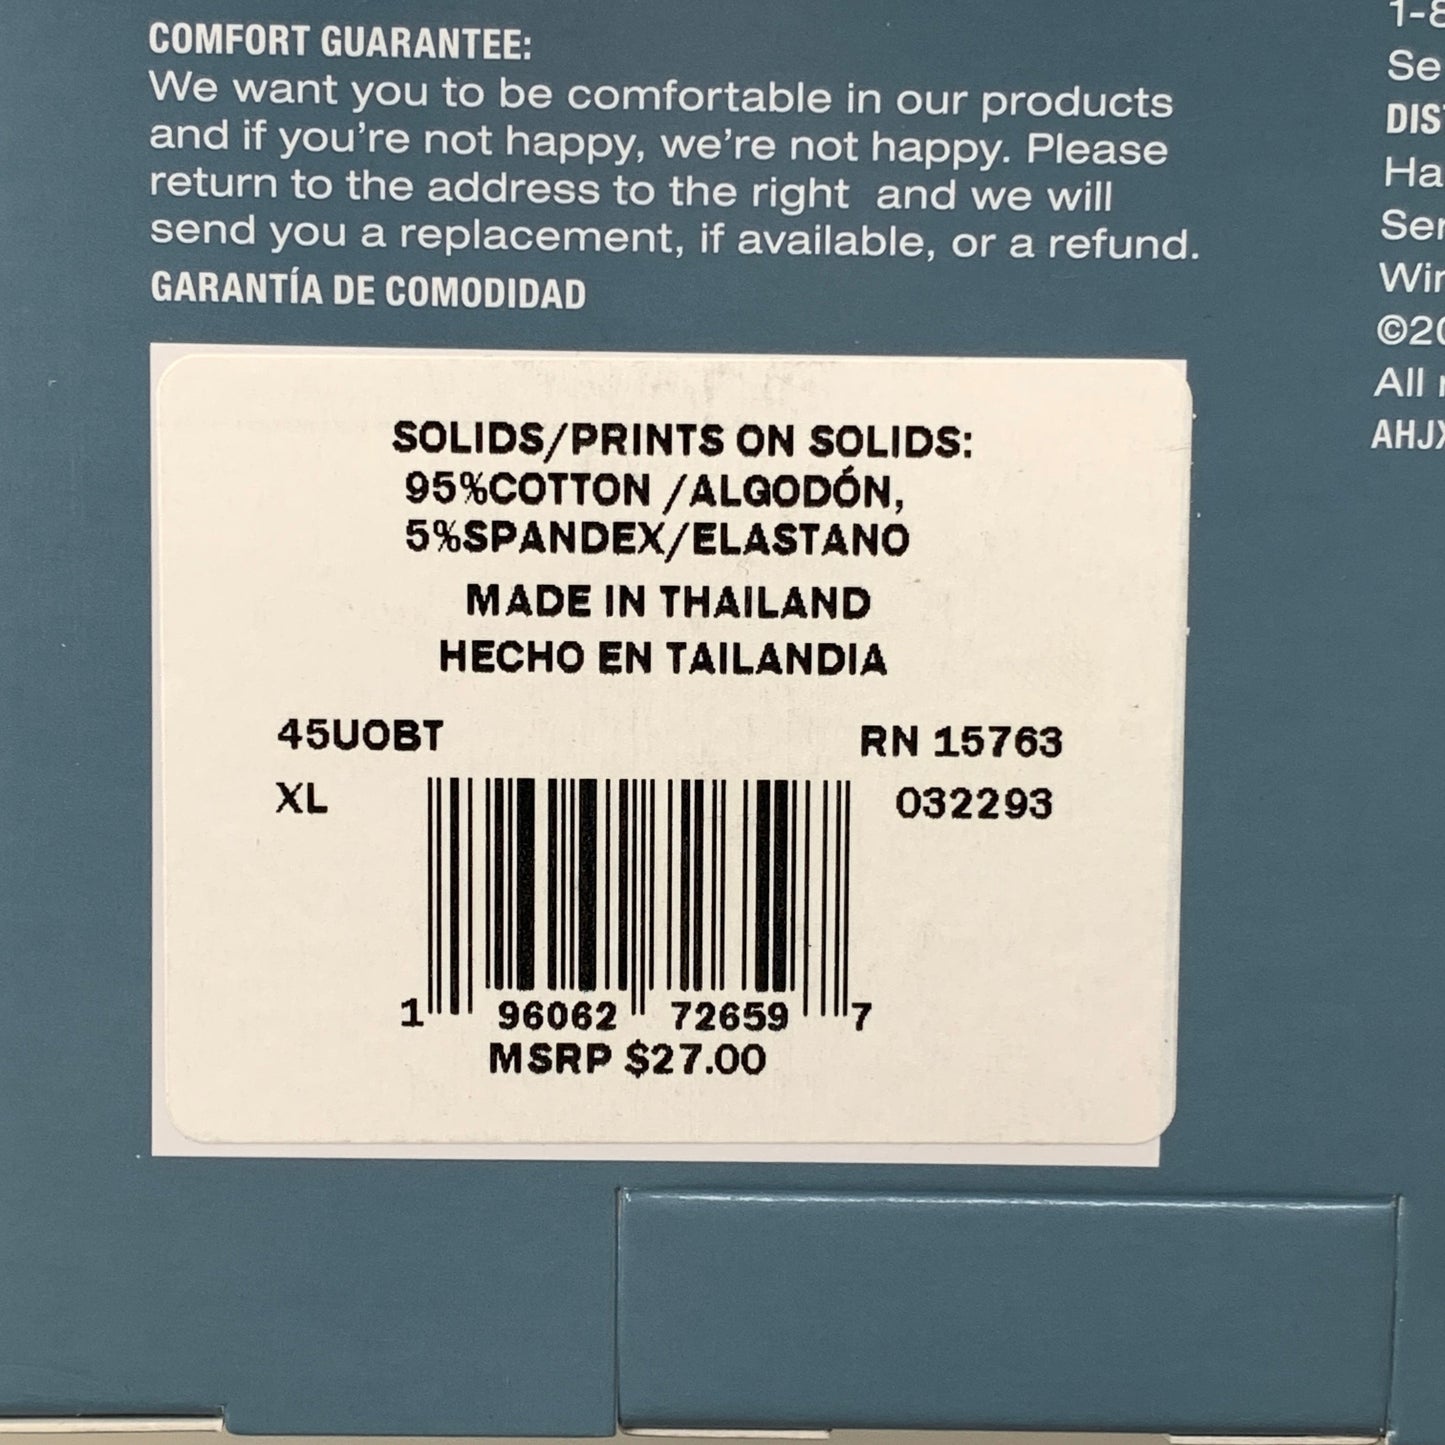 COMFORT GUARANTEE:
We want you to be comfortable in our products
and if you're not happy, we're not happy. Please
return to the address to the right and we will
send you a replacement, if available, or a refund.
GARANTÍA DE COMODIDAD
SOLIDS/PRINTS ON SOLIDS:
95%COTTON /ALGODÓN,
5%SPANDEX/ELASTANO
MADE IN THAILAND
HECHO EN TAILANDIA
45UOBT
RN 15763
XL
032293
1 96062 72659 7
MSRP $27.00
©20
All